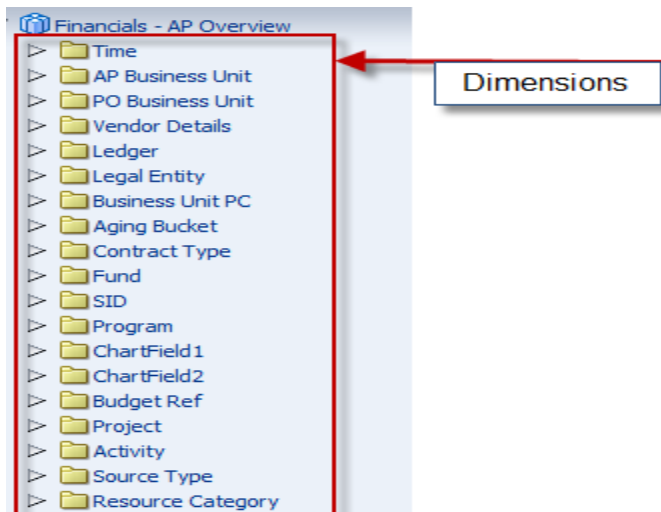 Financials - AP Overview
Time
Dimensions
AP Business Unit
PO Business Unit
Vendor Details
Ledger
Legal Entity
Business Unit PC
Aging Bucket
Contract Type
Fund
SID
Program
ChartField1
ChartField2
Budget Ref
Project
Activity
Source Type
Resource Category